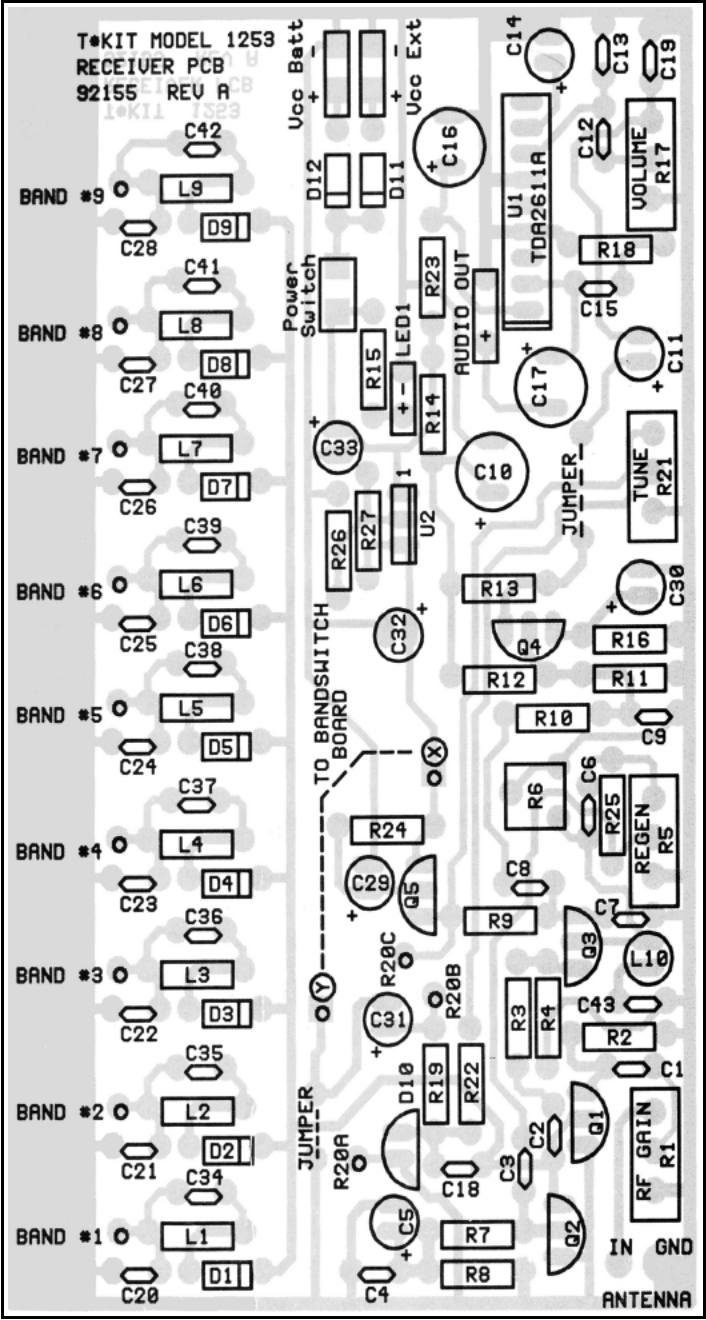 T*KIT MODEL 1253
RECEIVER PCB
92155 REV A
Vcc Batt
- +
Vcc Ext
- +
C14
+
C13
C19
C42
BAND #9
L9
C28
D9
D12
D11
+
C16
U1
TDA2611A
C12
VOLUME
R17
R18
C41
BAND #8
L8
C27
D8
Power
Switch
R23
AUDIO OUT
+
C15
R15
LED1
+ -
R14
+
C17
C11
+
C40
BAND #7
L7
C26
D7
+
C33
C10
+
JUMPER
TUNE
R21
C39
BAND #6
L6
C25
D6
R26
R27
1
U2
C32
+
R13
C30
+
Q4
R16
R12
R11
C38
BAND #5
L5
C24
D5
TO BANDSWITCH
BOARD
X
R10
C9
C37
BAND #4
L4
C23
D4
R24
C29
+
Q5
R6
C6
R25
REGEN
R5
C8
R9
C7
C36
BAND #3
L3
C22
D3
Y
R20C
R20B
C31
+
Q3
L10
C43
R3
R4
R2
C35
BAND #2
L2
C21
D2
JUMPER
R20A
D10
R19
R22
C1
C2
Q1
RF GAIN
R1
C34
BAND #1
L1
C20
D1
C5
+
C18
C3
C4
R7
R8
Q2
IN GND
ANTENNA